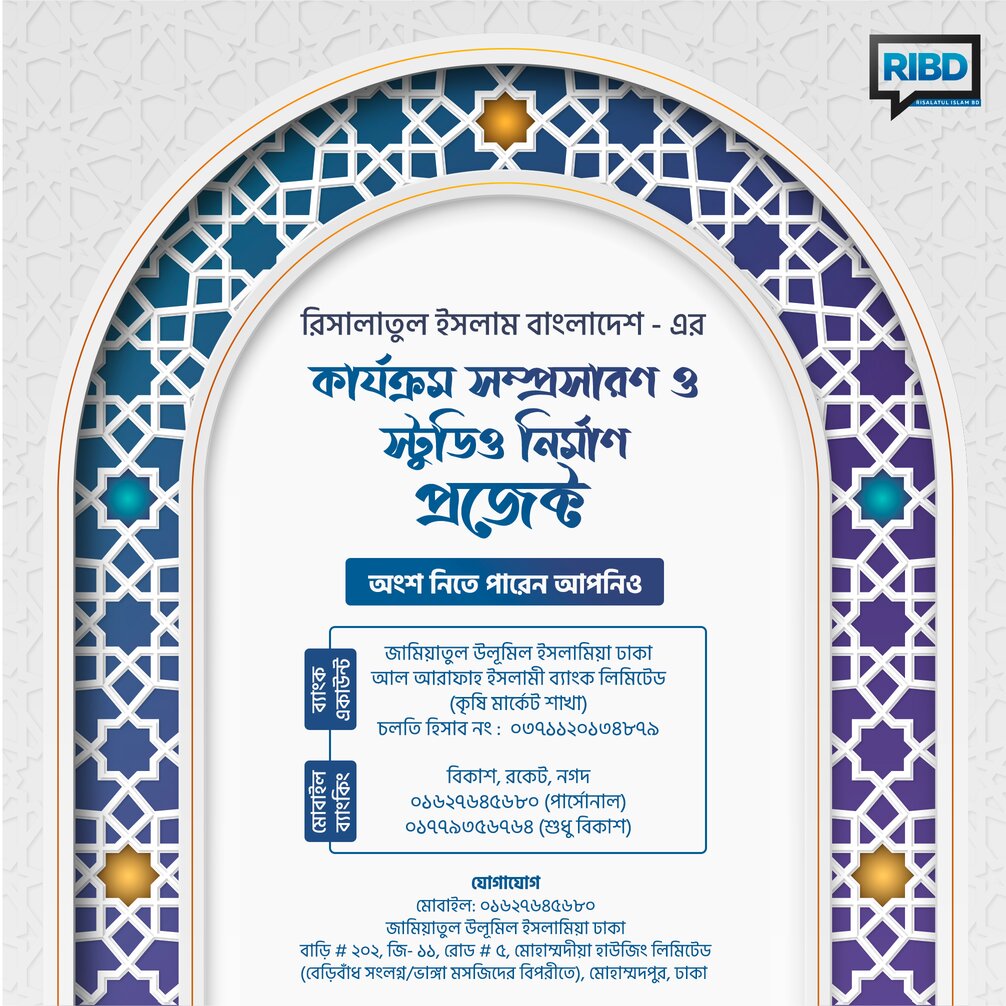 RIBD
RISALATUL ISLAM BD
রিসালাতুল ইসলাম বাংলাদেশ - এর
কার্যক্রম সম্প্রসারণ ও
স্টুডিও নির্মাণ
প্রজেক্ট
অংশ নিতে পারেন আপনিও
ব্যাংক
একাউন্ট
জামিয়াতুল উলূমিল ইসলামিয়া ঢাকা
আল আরাফাহ ইসলামী ব্যাংক লিমিটেড
(কৃষি মার্কেট শাখা)
চলতি হিসাব নং : ০৩৭১১২০১৩৪৮৭৯
মোবাইল
ব্যাংকিং
বিকাশ, রকেট, নগদ
০১৬২৭৬৪৫৬৮০ (পার্সোনাল)
০১৭৭৯৩৫৬৭৬৪ (শুধু বিকাশ)
যোগাযোগ
মোবাইল: ০১৬২৭৬৪৫৬৮০
জামিয়াতুল উলূমিল ইসলামিয়া ঢাকা
বাড়ি # ২০২, জি- ১১, রোড # ৫, মোহাম্মদীয়া হাউজিং লিমিটেড
(বেড়িবাঁধ সংলগ্ন/ভাঙ্গা মসজিদের বিপরীতে), মোহাম্মদপুর, ঢাকা